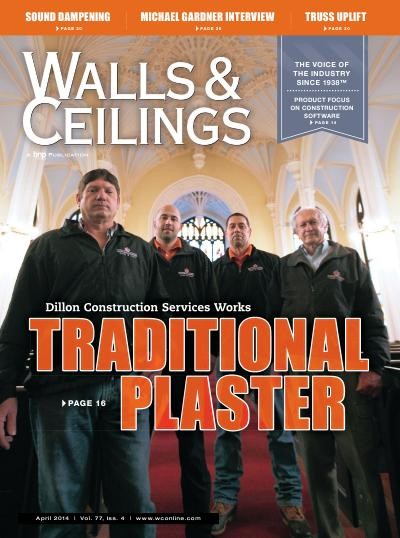 SOUND DAMPENING
PAGE 30
MICHAEL GARDNER INTERVIEW
PAGE 26
TRUSS UPLIFT
PAGE 20
WALLS &
CEILINGS
A bnp PUBLICATION
THE VOICE OF
THE INDUSTRY
SINCE 1938™
PRODUCT FOCUS
ON CONSTRUCTION
SOFTWARE
PAGE 14
Dillon Construction Services Works
TRADITIONAL
PLASTER
PAGE 16
April 2014 | Vol. 77, Iss. 4 | www.wconline.com